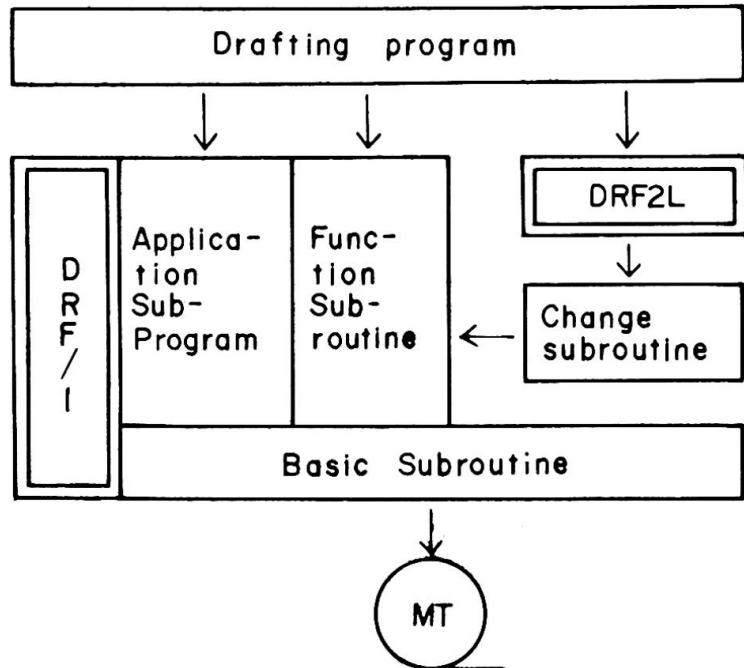 Drafting program
D
R
F
/
I
Applica-
tion
Sub-
Program
Func-
tion
Sub-
routine
DRF2L
Change
subroutine
Basic Subroutine
MT